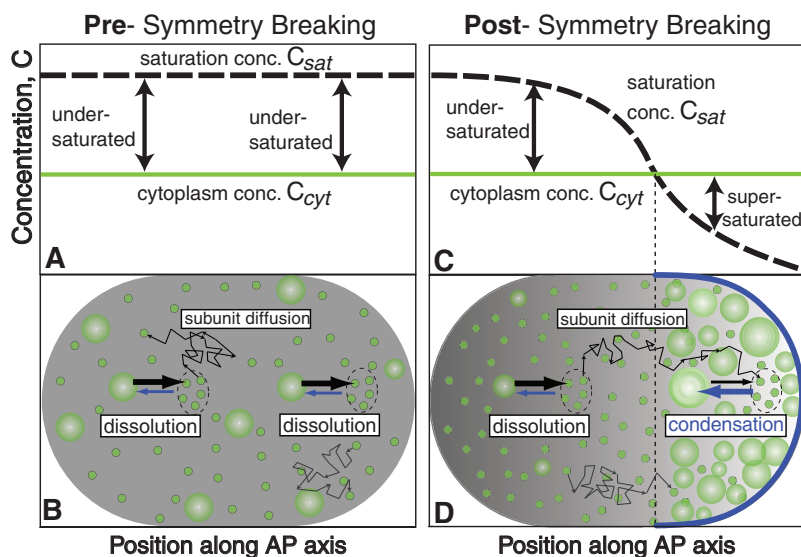 Pre- Symmetry Breaking
saturation conc. Csat
under-
saturated
under-
saturated
cytoplasm conc. Ccyt
Concentration, C
A
subunit diffusion
dissolution
dissolution
B
Position along AP axis
Post- Symmetry Breaking
saturation
conc. Csat
under-
saturated
cytoplasm conc. Ccyt
super-
saturated
C
subunit diffusion
dissolution
condensation
D
Position along AP axis